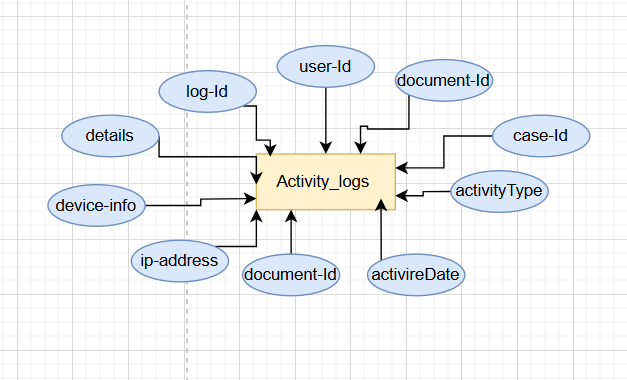 user-Id
document-Id
log-Id
details
case-Id
Activity_logs
activityType
device-info
ip-address
document-Id
activireDate